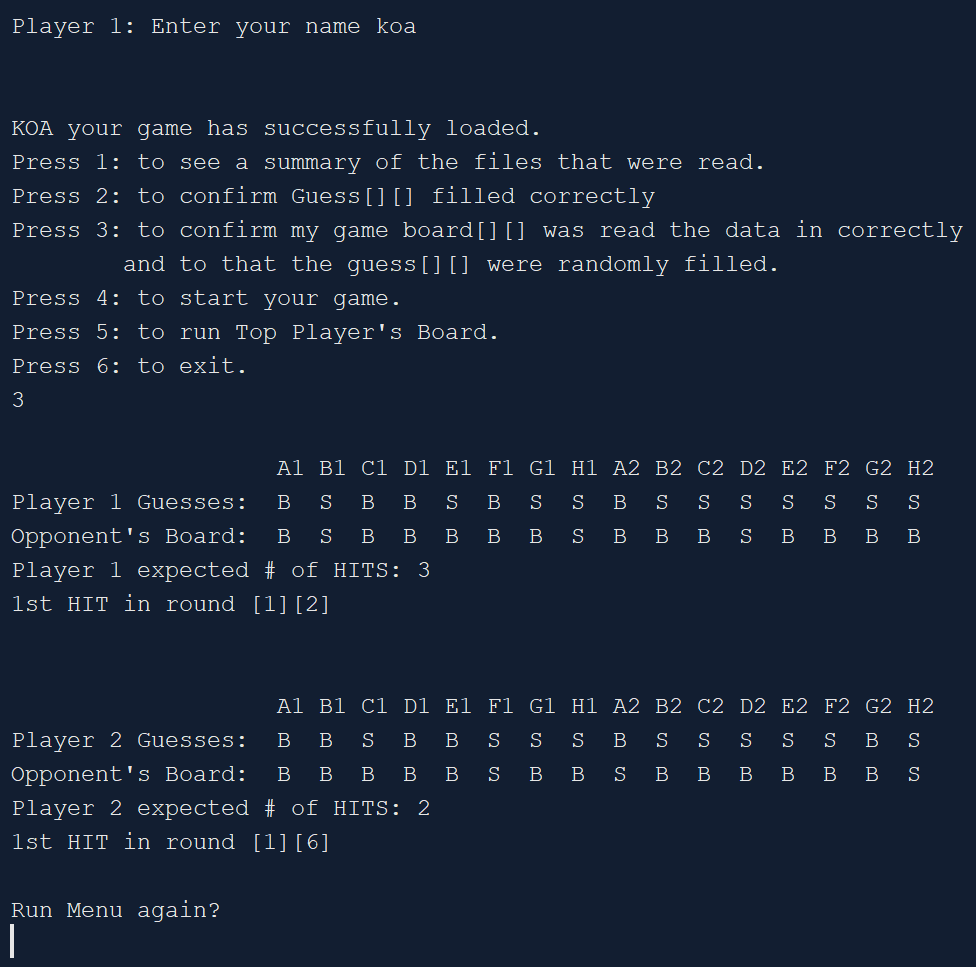 Player 1: Enter your name koa
KOA your game has successfully loaded.
Press 1: to see a summary of the files that were read.
Press 2: to confirm Guess[][] filled correctly
Press 3: to confirm my game board[][] was read the data in correctly
and to that the guess[][] were randomly filled.
Press 4: to start your game.
Press 5: to run Top Player's Board.
Press 6: to exit.
3
A1 B1 C1 D1 E1 F1 G1 H1 A2 B2 C2 D2 E2 F2 G2 H2
Player 1 Guesses: B S B B S B S S B S S S S S S S
Opponent's Board: B S B B B B B S B B B S B B B B
Player 1 expected # of HITS: 3
1st HIT in round [1][2]
A1 B1 C1 D1 E1 F1 G1 H1 A2 B2 C2 D2 E2 F2 G2 H2
Player 2 Guesses: B B S B B S S S B S S S S S B S
Opponent's Board: B B B B B S B B S B B B B B B S
Player 2 expected # of HITS: 2
1st HIT in round [1][6]
Run Menu again?